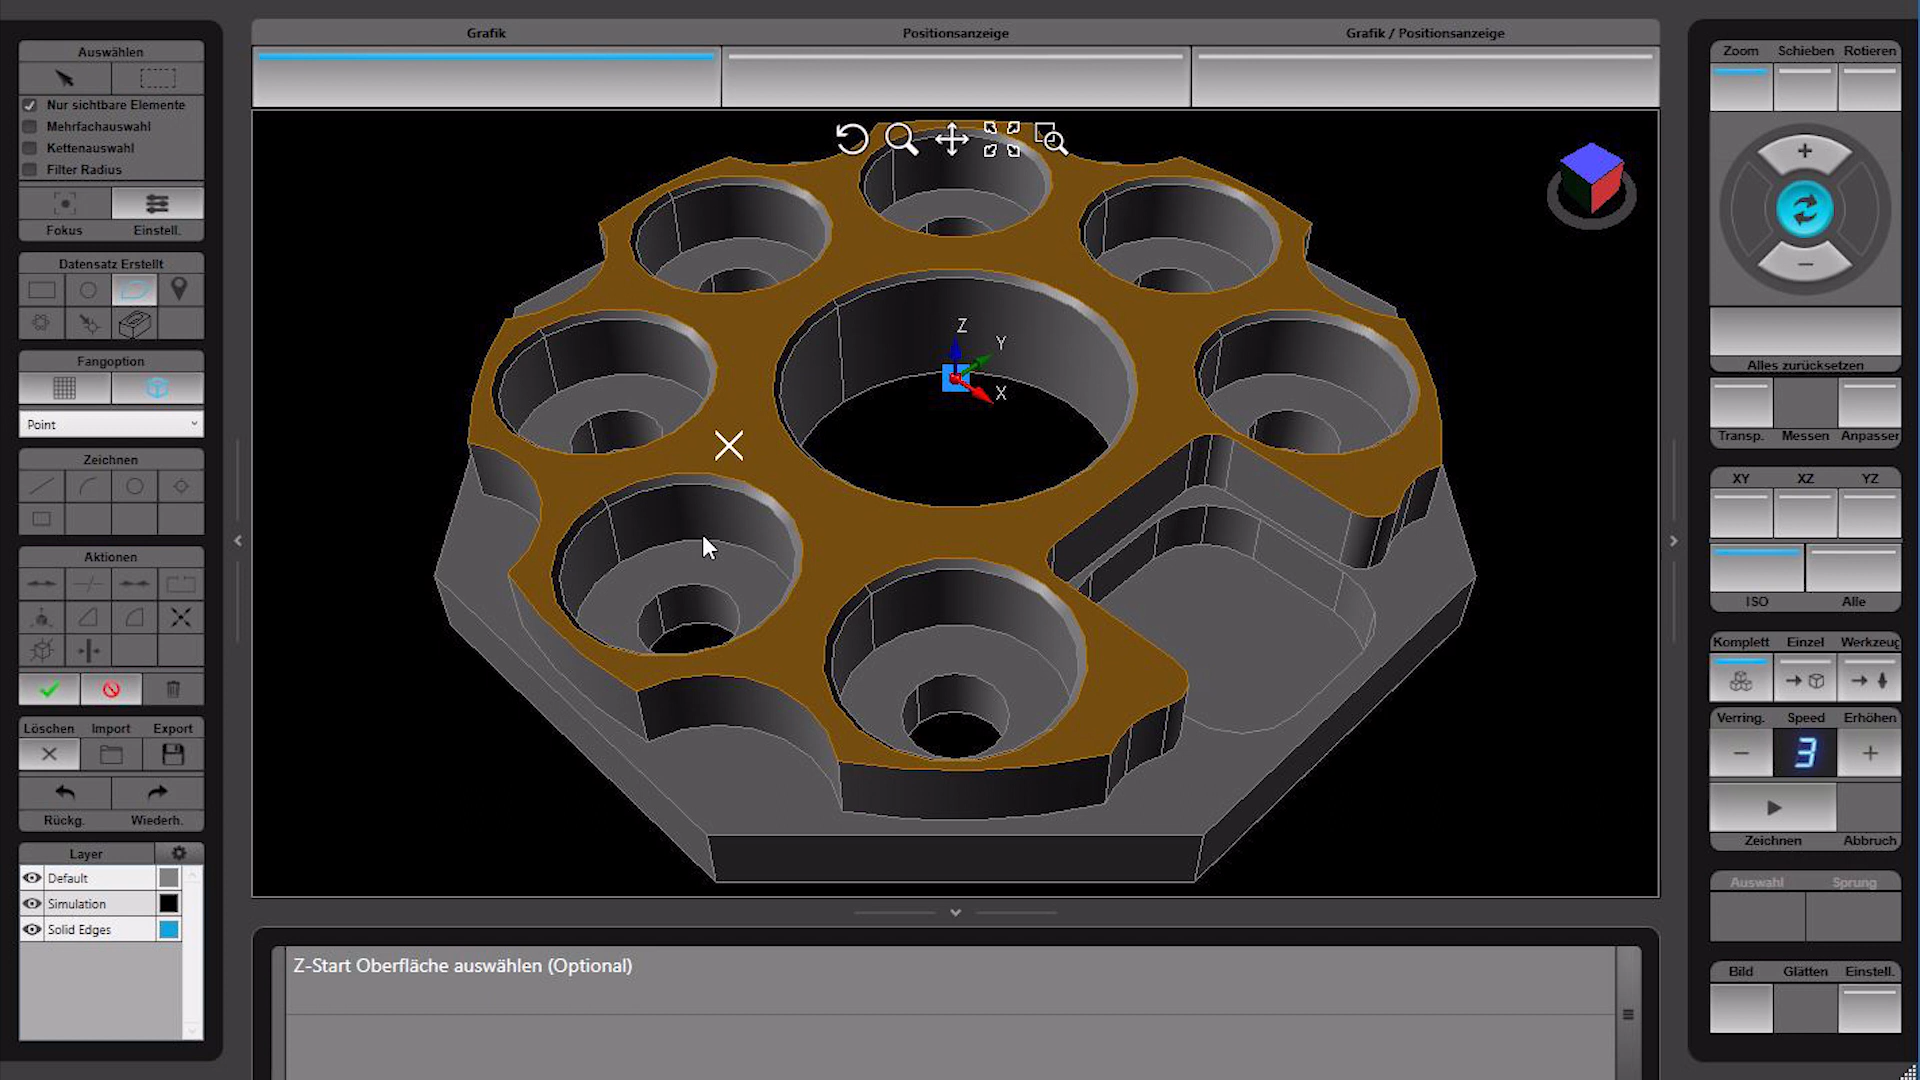 Auswählen
Nur sichtbare Elemente
Mehrfachauswahl
Kettenauswahl
Filter Radius
Fokus Einstell.
Datensatz Erstellt
Fangoption
Point
Zeichnen
Aktionen
Löschen Import Export
Rückg. Wiederh.
Layer
Default
Simulation
Solid Edges
Grafik Positionsanzeige Grafik / Positionsanzeige
Z
Y
X
Z-Start Oberfläche auswählen (Optional)
Zoom Schieben Rotieren
Alles zurücksetzen
Transp. Messen Anpasser
XY XZ YZ
ISO Alle
Komplett Einzel Werkzeug
Verring. Speed Erhöhen
3
Zeichnen Abbruch
Auswahl Sprung
Bild Glätten Einstell.